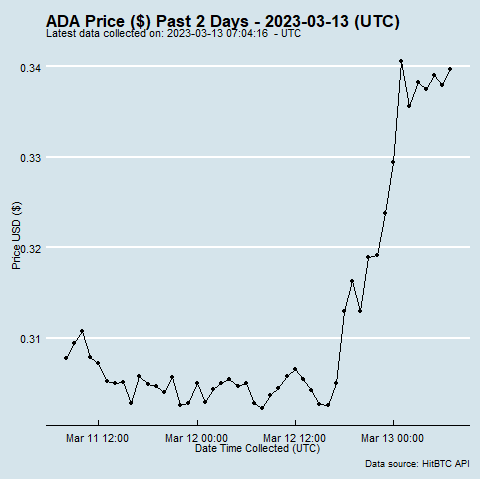 ADA Price ($) Past 2 Days - 2023-03-13 (UTC)
Latest data collected on: 2023-03-13 07:04:16 - UTC
0.34
0.33
0.32
0.31
Price USD ($)
Mar 11 12:00
Mar 12 00:00
Mar 12 12:00
Mar 13 00:00
Date Time Collected (UTC)
Data source: HitBTC API